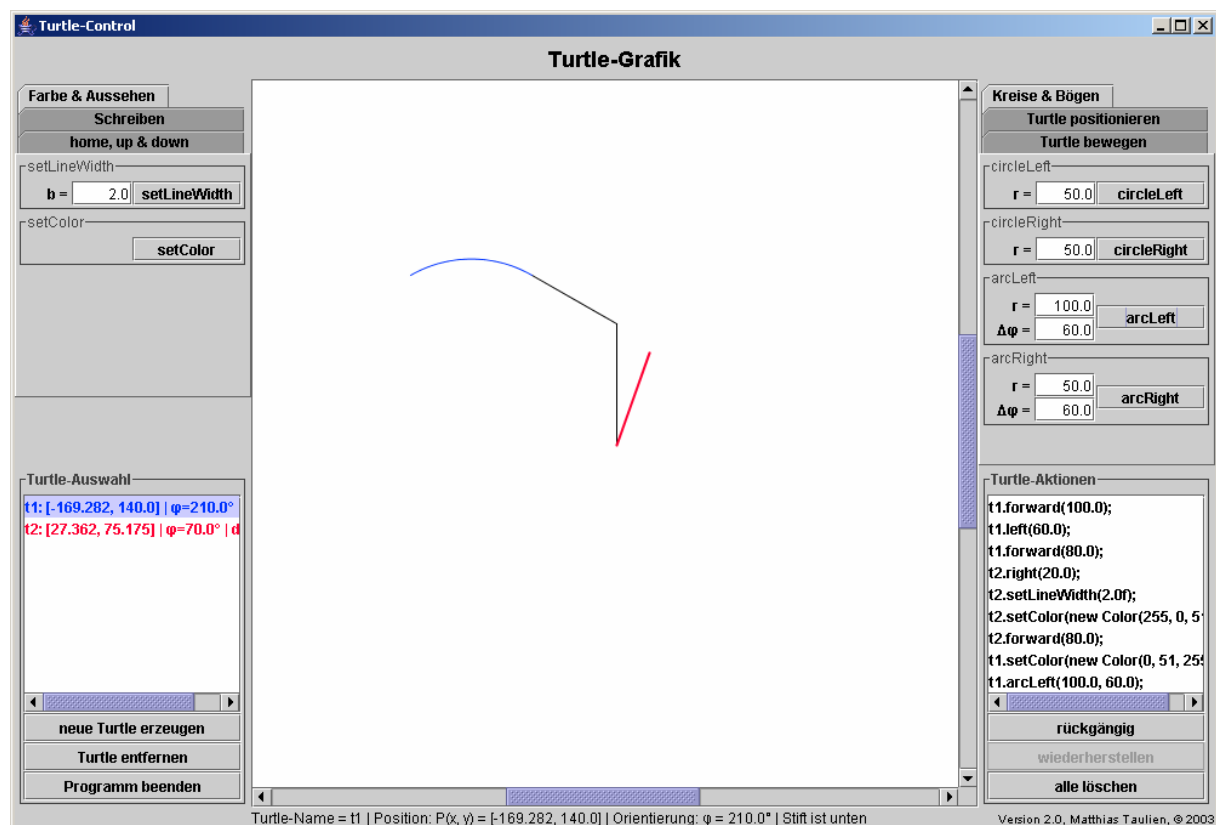 Turtle-Control
Turtle-Grafik
Farbe & Aussehen
Schreiben
home, up & down
setLineWidth
b = 2.0 setLineWidth
setColor
setColor
Turtle-Auswahl
t1: [-169.282, 140.0] | φ=210.0°
t2: [27.362, 75.175] | φ=70.0° | d
neue Turtle erzeugen
Turtle entfernen
Programm beenden
Kreise & Bögen
Turtle positionieren
Turtle bewegen
circleLeft
r = 50.0 circleLeft
circleRight
r = 50.0 circleRight
arcLeft
r = 100.0
arcLeft
Δφ = 60.0
arcRight
r = 50.0
arcRight
Δφ = 60.0
Turtle-Aktionen
t1.forward(100.0);
t1.left(60.0);
t1.forward(80.0);
t2.right(20.0);
t2.setLineWidth(2.0f);
t2.setColor(new Color(255, 0, 51
t2.forward(80.0);
t1.setColor(new Color(0, 51, 255
t1.arcLeft(100.0, 60.0);
rückgängig
wiederherstellen
alle löschen
Turtle-Name = t1 | Position: P(x, y) = [-169.282, 140.0] | Orientierung: φ = 210.0° | Stift ist unten
Version 2.0, Matthias Taulien, © 2003